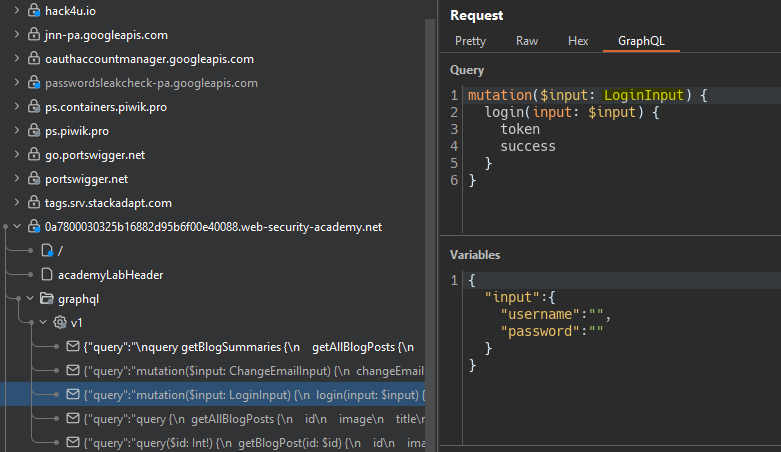 hack4u.io
jnn-pa.googleapis.com
oauthaccountmanager.googleapis.com
passwordsleakcheck-pa.googleapis.com
ps.containers.piwik.pro
ps.piwik.pro
go.portswigger.net
portswigger.net
tags.srv.stackadapt.com
0a7800030325b16882d95b6f00e40088.web-security-academy.net
/
academyLabHeader
graphql
v1
{"query":"\nquery getBlogSummaries {\n    getAllBlogPosts {\n
{"query":"mutation($input: ChangeEmailInput) {\n  changeEmail
{"query":"mutation($input: LoginInput) {\n  login(input: $input) {
{"query":"query {\n  getAllBlogPosts {\n    id\n    image\n    title\n
{"query":"query($id: Int!) {\n  getBlogPost(id: $id) {\n    id\n    ima
Request
Pretty Raw Hex GraphQL
Query
1 mutation($input: LoginInput) {
2   login(input: $input) {
3     token
4     success
5   }
6 }
Variables
1 {
  "input":{
    "username":"",
    "password":""
  }
}